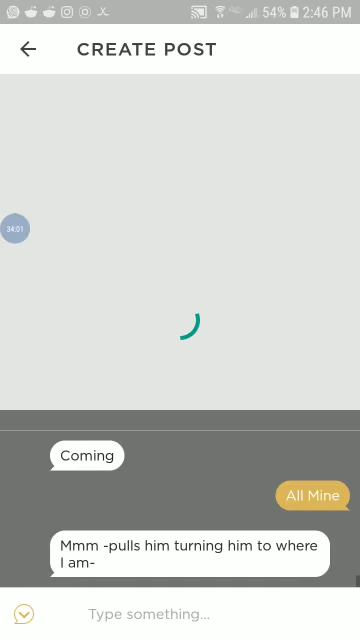 54% 2:46 PM
CREATE POST
34:01
Coming
All Mine
Mmm -pulls him turning him to where
I am-
Type something...